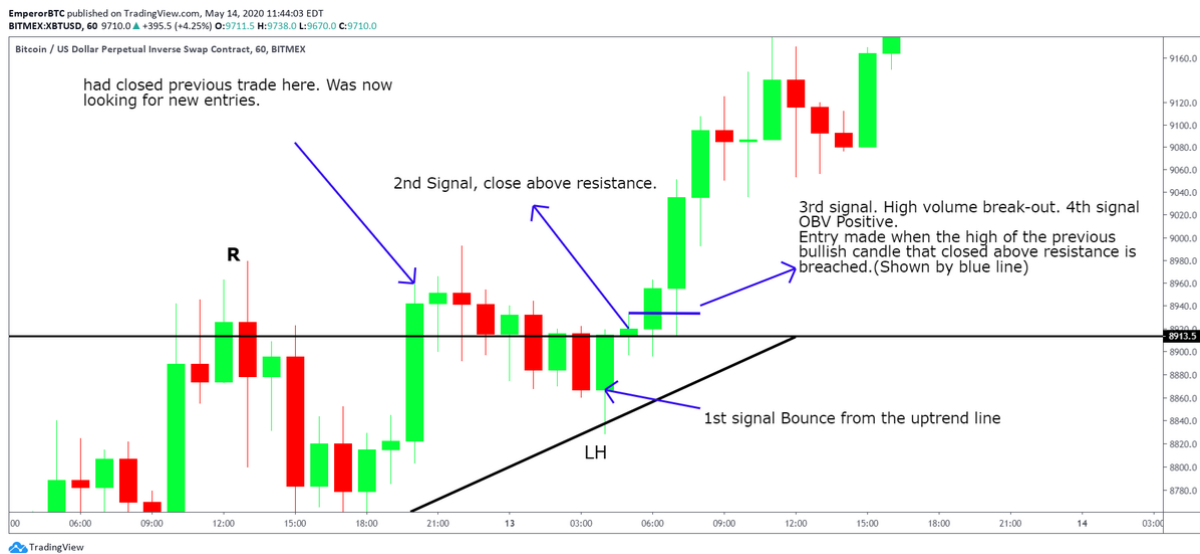 EmperorBTC published on TradingView.com, May 14, 2020 11:44:03 EDT
BITMEX:XBTUSD, 60 9710.0 ▲ +395.5 (+4.25%) O:9711.5 H:9738.0 L:9670.0 C:9710.0
Bitcoin / US Dollar Perpetual Inverse Swap Contract, 60, BITMEX
had closed previous trade here. Was now
looking for new entries.
2nd Signal, close above resistance.
3rd signal. High volume break-out. 4th signal
OBV Positive.
Entry made when the high of the previous
bullish candle that closed above resistance is
breached.(Shown by blue line)
R
1st signal Bounce from the uptrend line
LH
9160.0
9120.0
9100.0
9080.0
9060.0
9040.0
9020.0
9000.0
8980.0
8960.0
8940.0
8920.0
8913.5
8900.0
8880.0
8860.0
8840.0
8820.0
8800.0
8780.0
00 06:00 09:00 12:00 15:00 18:00 21:00 13 03:00 06:00 09:00 12:00 15:00 18:00 21:00 14 03:00
TradingView